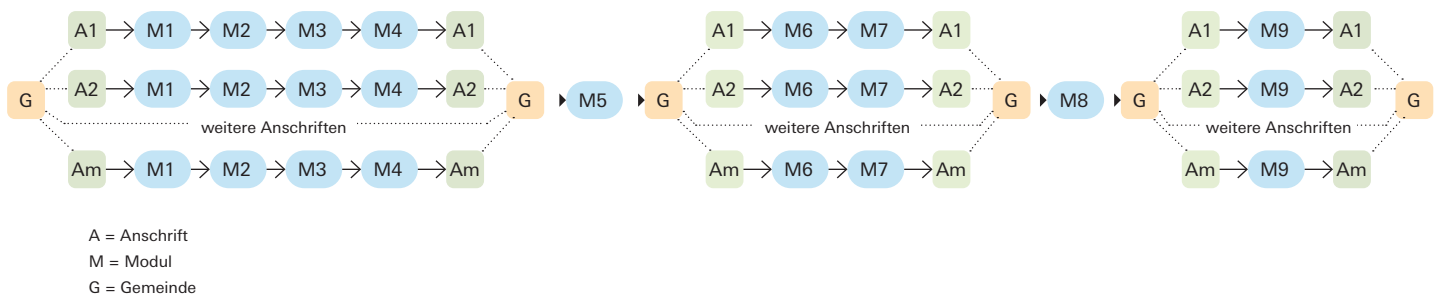 A1 M1 M2 M3 M4 A1 A1 M6 M7 A1 A1 M9 A1
A2 M1 M2 M3 M4 A2 A2 M6 M7 A2 A2 M9 A2
G G M5 G G M8 G G
weitere Anschriften weitere Anschriften weitere Anschriften
Am M1 M2 M3 M4 Am Am M6 M7 Am Am M9 Am
A = Anschrift
M = Modul
G = Gemeinde